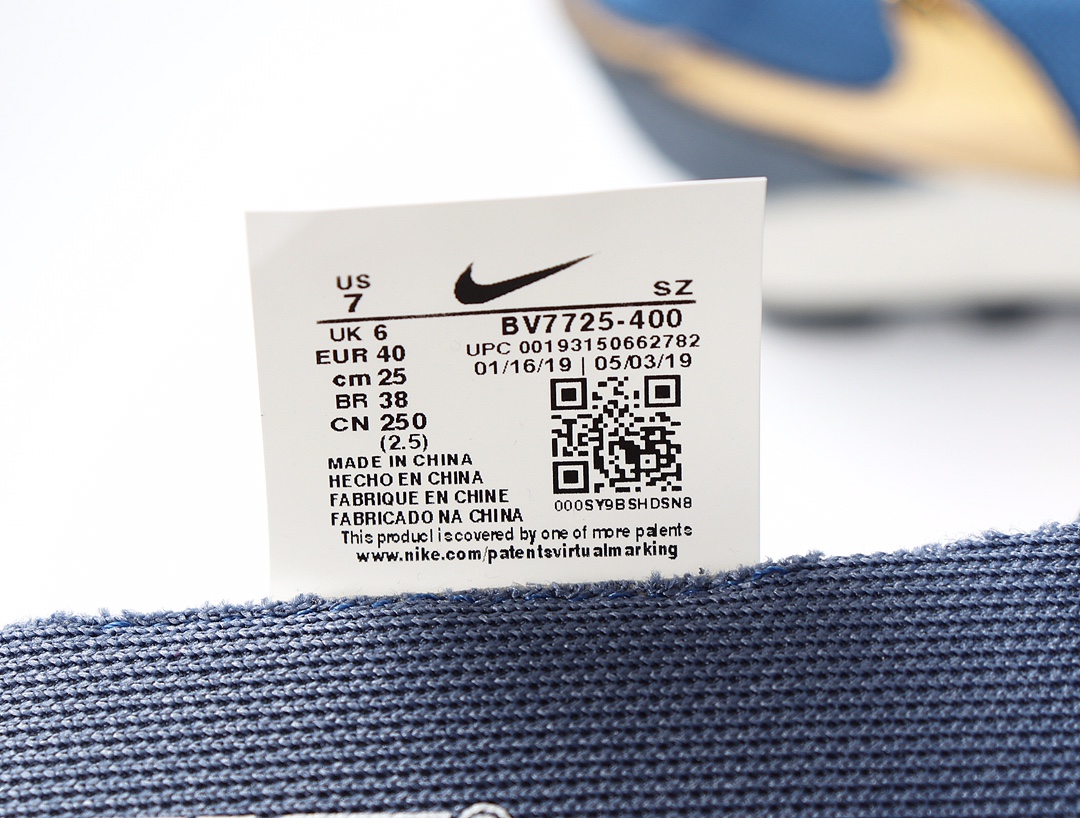 US
7
SZ
UK 6
EUR 40
cm 25
BR 38
CN 250
(2.5)
BV7725-400
UPC 00193150662782
01/16/19 | 05/03/19
000SY9BSHDSN8
MADE IN CHINA
HECHO EN CHINA
FABRIQUE EN CHINE
FABRICADO NA CHINA
This product is covered by one of more patents
www.nike.com/patentsvirtualmarking